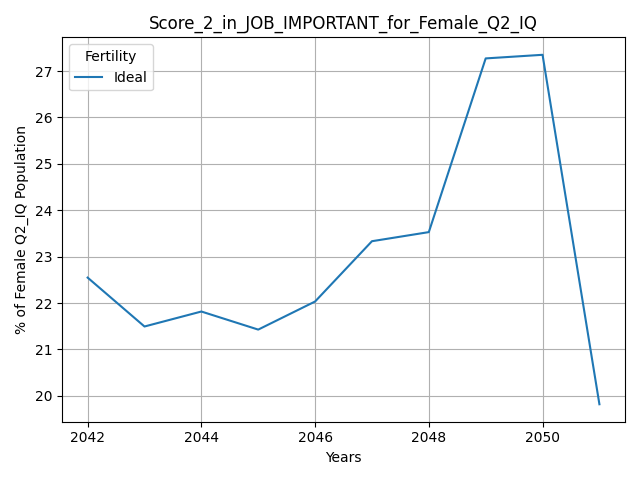 Score_2_in_JOB_IMPORTANT_for_Female_Q2_IQ
Fertility
Ideal
% of Female Q2_IQ Population
27
26
25
24
23
22
21
20
2042
2044
2046
2048
2050
Years